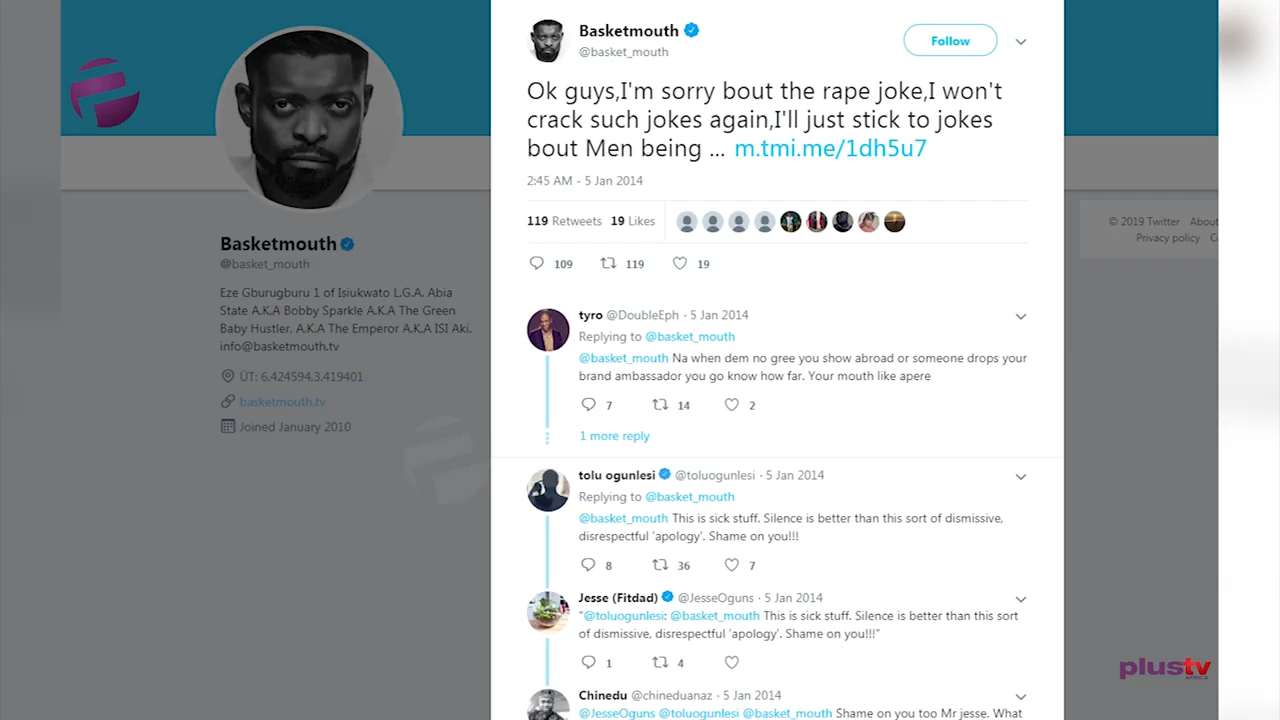 Basketmouth
@basket_mouth
Follow
Ok guys,I'm sorry bout the rape joke,I won't
crack such jokes again,I'll just stick to jokes
bout Men being ... m.tmi.me/1dh5u7
2:45 AM - 5 Jan 2014
119 Retweets 19 Likes
109 119 19
tyro @DoubleEph · 5 Jan 2014
Replying to @basket_mouth
@basket_mouth Na when dem no gree you show abroad or someone drops your
brand ambassador you go know how far. Your mouth like apere
7 14 2
1 more reply
tolu ogunlesi @toluogunlesi · 5 Jan 2014
Replying to @basket_mouth
@basket_mouth This is sick stuff. Silence is better than this sort of dismissive,
disrespectful 'apology'. Shame on you!!!
8 36 7
Jesse (Fitdad) @JesseOguns · 5 Jan 2014
"@toluogunlesi: @basket_mouth This is sick stuff. Silence is better than this sort
of dismissive, disrespectful 'apology'. Shame on you!!!"
1 4
Chinedu @chineduanaz · 5 Jan 2014
@JesseOguns @toluogunlesi @basket_mouth Shame on you too Mr jesse. What
Basketmouth
@basket_mouth
Eze Gburugburu 1 of Isiukwato L.G.A. Abia
State A.K.A Bobby Sparkle A.K.A The Green
Baby Hustler, A.K.A The Emperor A.K.A ISI Aki.
info@basketmouth.tv
ÜT: 6.424594,3.419401
basketmouth.tv
Joined January 2010
© 2019 Twitter About
Privacy policy
plustv
AFRICA